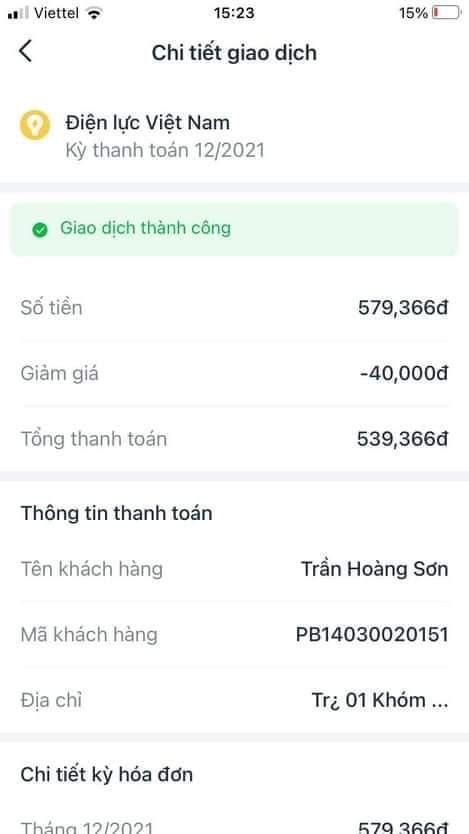 Viettel 15:23 15%
Chi tiết giao dịch
Điện lực Việt Nam
Kỳ thanh toán 12/2021
Giao dịch thành công
Số tiền 579,366đ
Giảm giá -40,000đ
Tổng thanh toán 539,366đ
Thông tin thanh toán
Tên khách hàng Trần Hoàng Sơn
Mã khách hàng PB14030020151
Địa chỉ Tr¿ 01 Khóm ...
Chi tiết kỳ hóa đơn
Tháng 12/2021 579,366đ